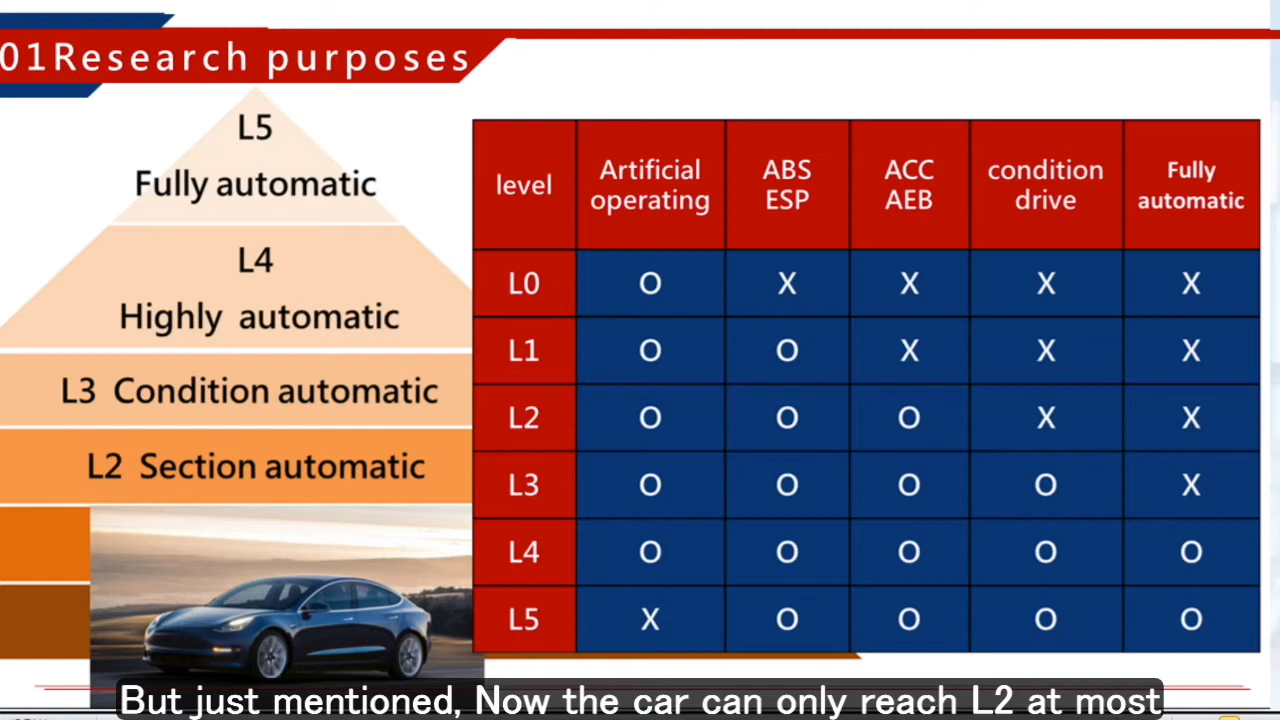 01Research purposes
L5
Fully automatic
L4
Highly automatic
L3 Condition automatic
L2 Section automatic
level Artificial operating ABS ESP ACC AEB condition drive Fully automatic
L0 O X X X X
L1 O O X X X
L2 O O O X X
L3 O O O O X
L4 O O O O O
L5 X O O O O
But just mentioned, Now the car can only reach L2 at most